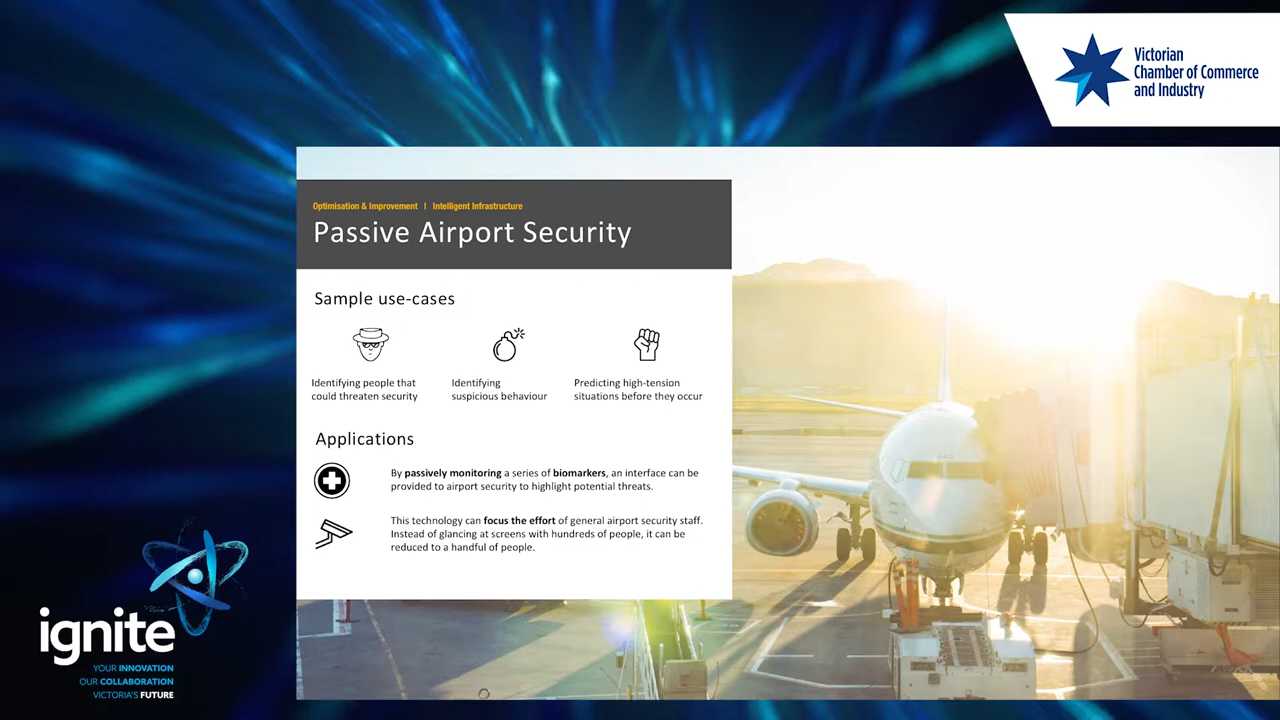 Victorian
Chamber of Commerce
and Industry
Optimisation & Improvement | Intelligent Infrastructure
Passive Airport Security
Sample use-cases
Identifying people that
could threaten security
Identifying
suspicious behaviour
Predicting high-tension
situations before they occur
Applications
By passively monitoring a series of biomarkers, an interface can be
provided to airport security to highlight potential threats.
This technology can focus the effort of general airport security staff.
Instead of glancing at screens with hundreds of people, it can be
reduced to a handful of people.
ignite
YOUR INNOVATION
OUR COLLABORATION
VICTORIA'S FUTURE